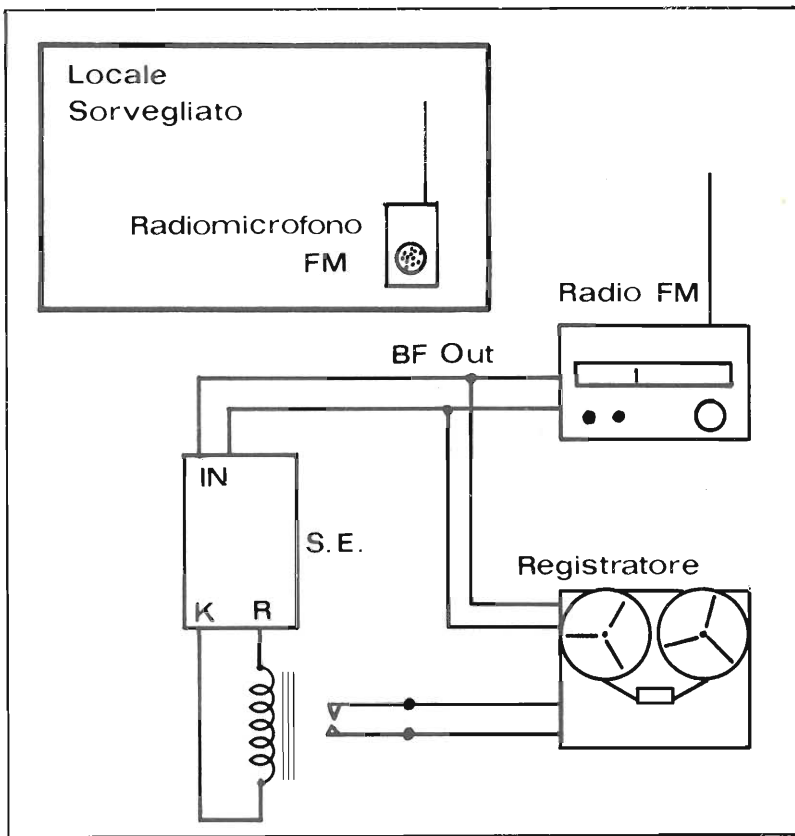 Locale
Sorvegliato
Radiomicrofono
FM
Radio FM
BF Out
IN
S.E.
K R
Registratore